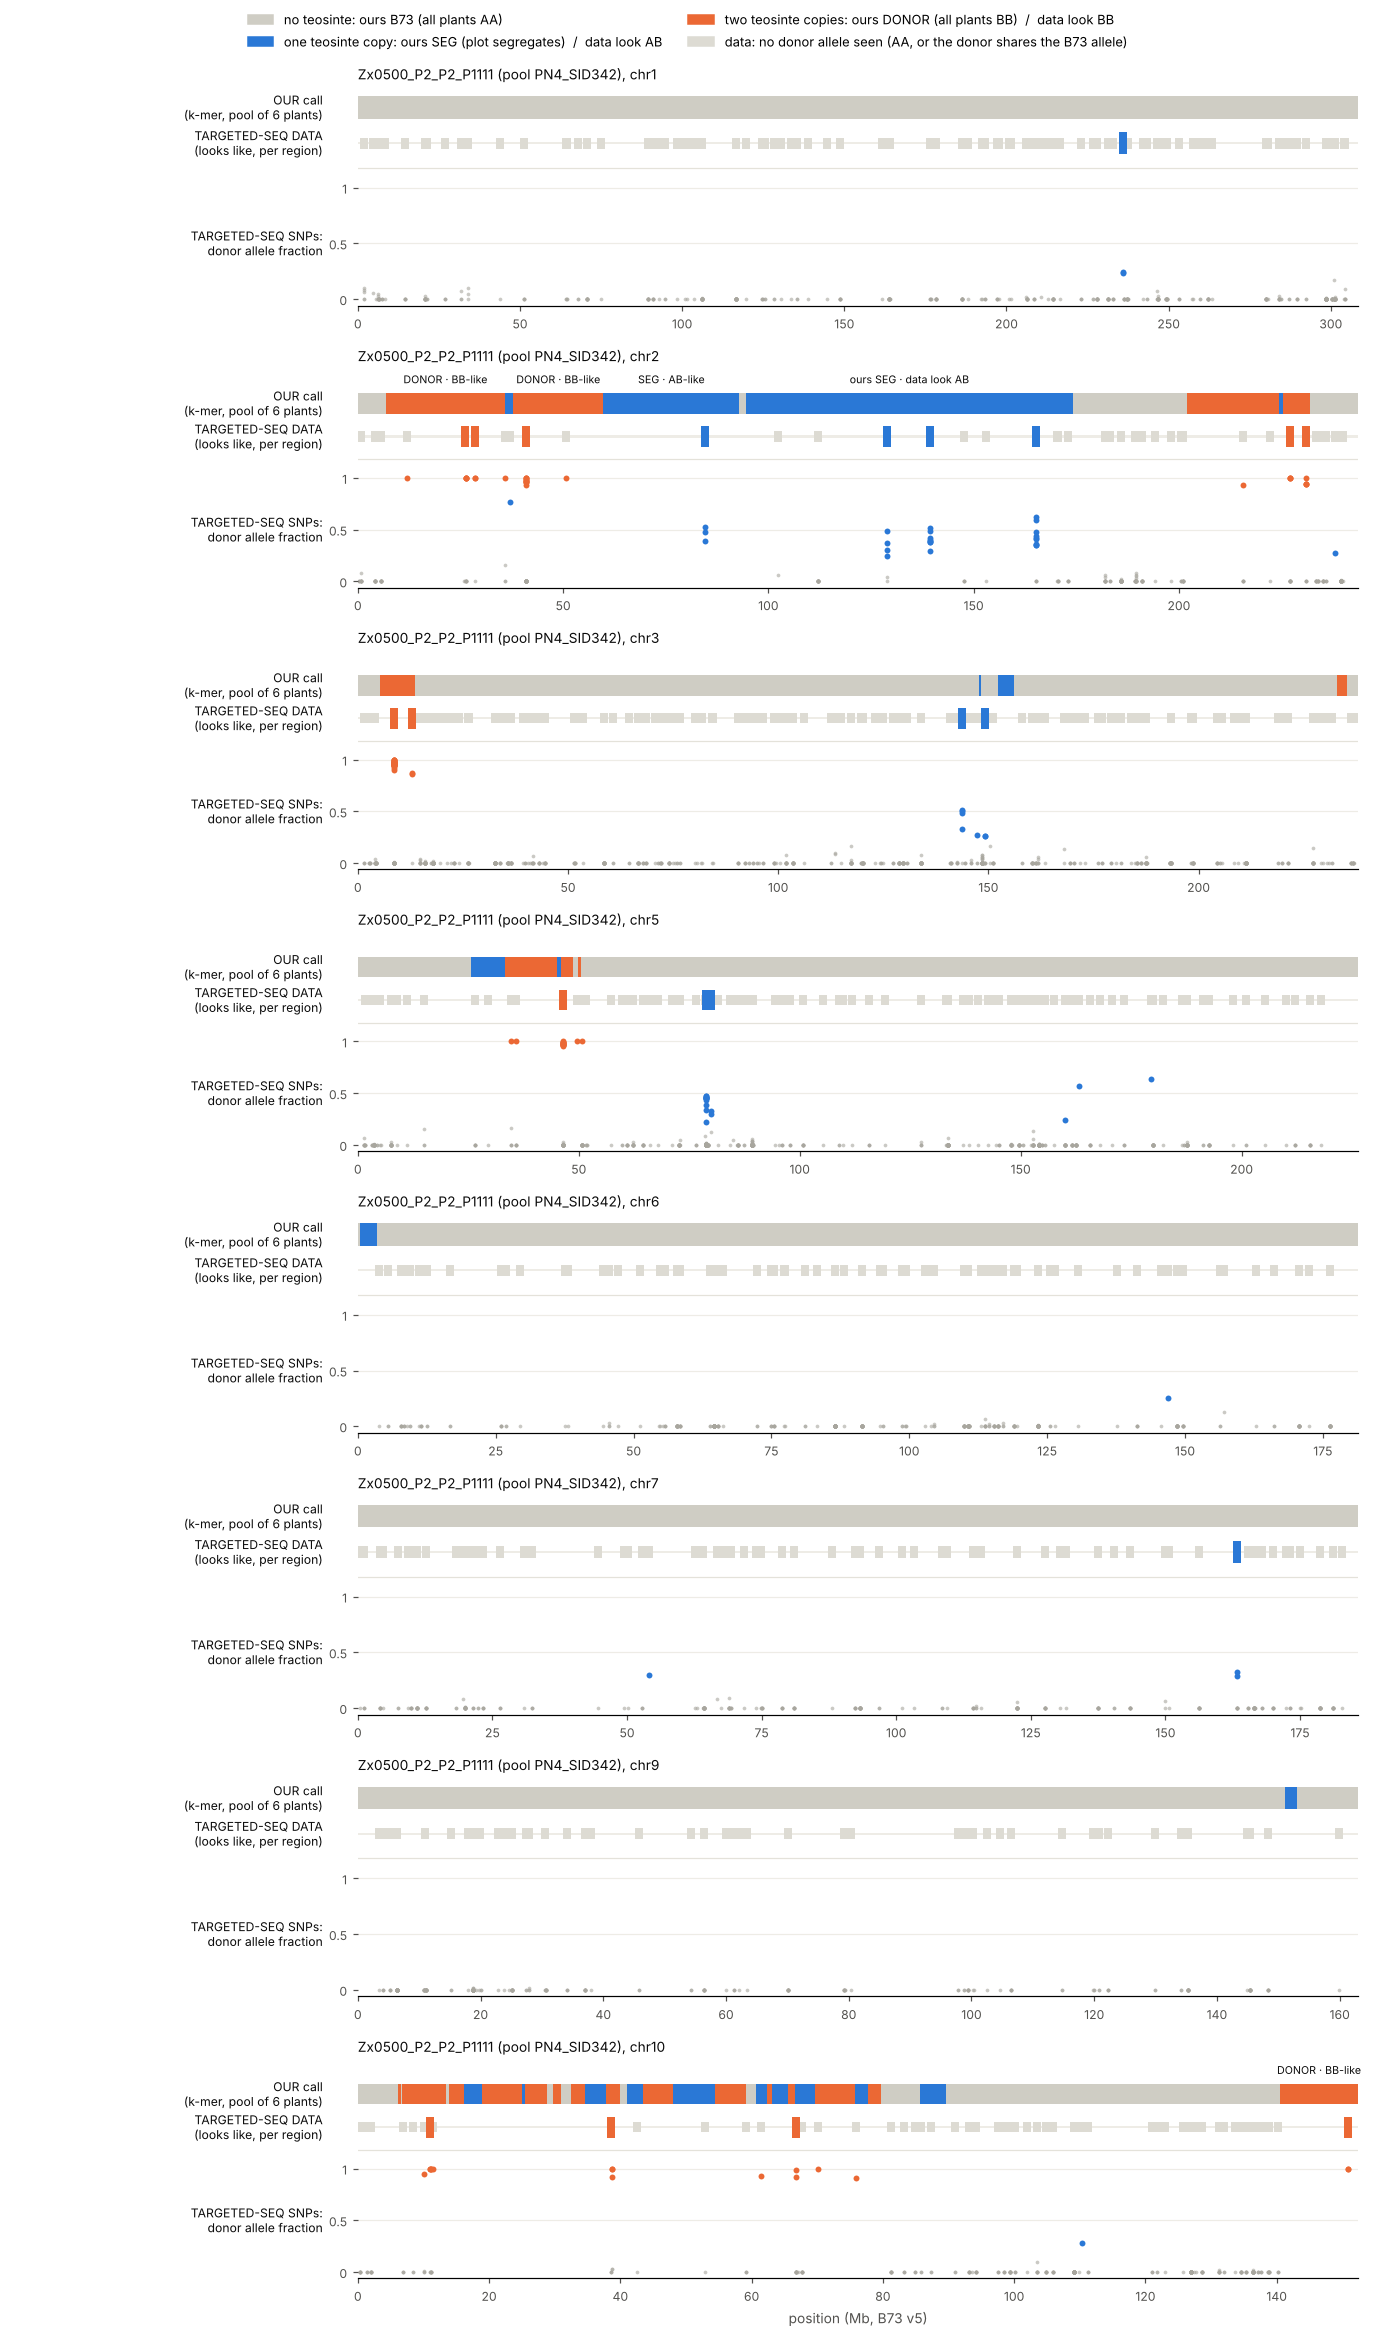 no teosinte: ours B73 (all plants AA)
two teosinte copies: ours DONOR (all plants BB)  /  data look BB
one teosinte copy: ours SEG (plot segregates)  /  data look AB
data: no donor allele seen (AA, or the donor shares the B73 allele)
Zx0500_P2_P2_P1111 (pool PN4_SID342), chr1
OUR call
(k-mer, pool of 6 plants)
TARGETED-SEQ DATA
(looks like, per region)
1
TARGETED-SEQ SNPs:
donor allele fraction
0.5
0
0 50 100 150 200 250 300
Zx0500_P2_P2_P1111 (pool PN4_SID342), chr2
DONOR · BB-like DONOR · BB-like SEG · AB-like ours SEG · data look AB
OUR call
(k-mer, pool of 6 plants)
TARGETED-SEQ DATA
(looks like, per region)
1
TARGETED-SEQ SNPs:
donor allele fraction
0.5
0
0 50 100 150 200
Zx0500_P2_P2_P1111 (pool PN4_SID342), chr3
OUR call
(k-mer, pool of 6 plants)
TARGETED-SEQ DATA
(looks like, per region)
1
TARGETED-SEQ SNPs:
donor allele fraction
0.5
0
0 50 100 150 200
Zx0500_P2_P2_P1111 (pool PN4_SID342), chr5
OUR call
(k-mer, pool of 6 plants)
TARGETED-SEQ DATA
(looks like, per region)
1
TARGETED-SEQ SNPs:
donor allele fraction
0.5
0
0 50 100 150 200
Zx0500_P2_P2_P1111 (pool PN4_SID342), chr6
OUR call
(k-mer, pool of 6 plants)
TARGETED-SEQ DATA
(looks like, per region)
1
TARGETED-SEQ SNPs:
donor allele fraction
0.5
0
0 25 50 75 100 125 150 175
Zx0500_P2_P2_P1111 (pool PN4_SID342), chr7
OUR call
(k-mer, pool of 6 plants)
TARGETED-SEQ DATA
(looks like, per region)
1
TARGETED-SEQ SNPs:
donor allele fraction
0.5
0
0 25 50 75 100 125 150 175
Zx0500_P2_P2_P1111 (pool PN4_SID342), chr9
OUR call
(k-mer, pool of 6 plants)
TARGETED-SEQ DATA
(looks like, per region)
1
TARGETED-SEQ SNPs:
donor allele fraction
0.5
0
0 20 40 60 80 100 120 140 160
Zx0500_P2_P2_P1111 (pool PN4_SID342), chr10
DONOR · BB-like
OUR call
(k-mer, pool of 6 plants)
TARGETED-SEQ DATA
(looks like, per region)
1
TARGETED-SEQ SNPs:
donor allele fraction
0.5
0
0 20 40 60 80 100 120 140
position (Mb, B73 v5)